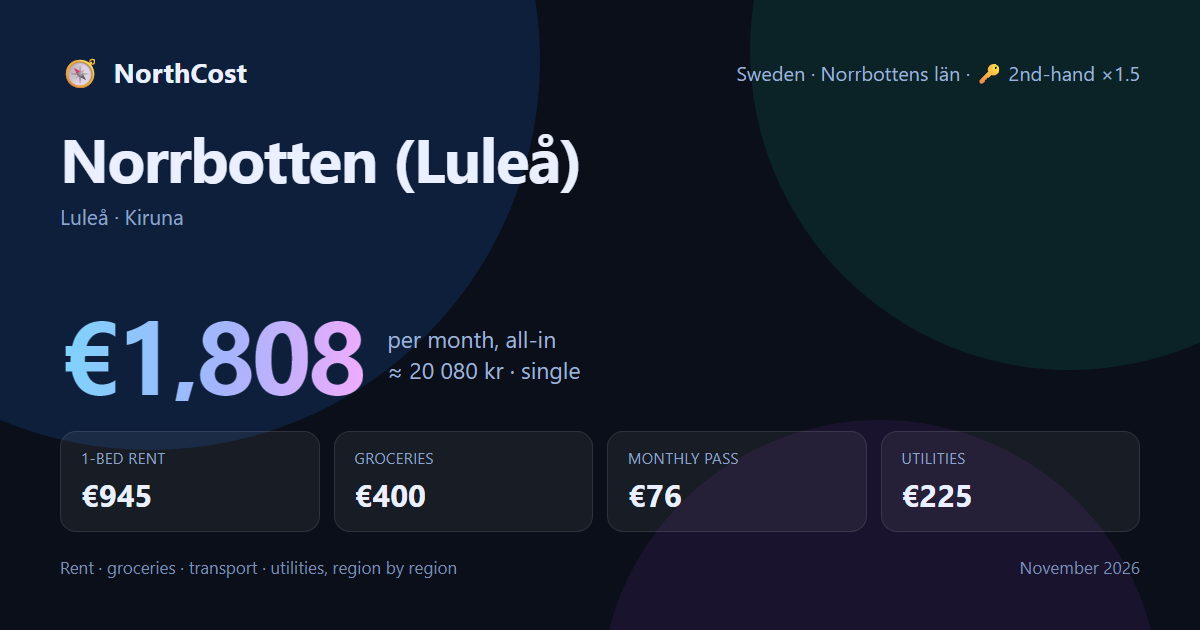 NorthCost
Sweden · Norrbottens län · 🔑 2nd-hand ×1.5
Norrbotten (Luleå)
Luleå · Kiruna
€1,808
per month, all-in
≈ 20 080 kr · single
1-BED RENT
€945
GROCERIES
€400
MONTHLY PASS
€76
UTILITIES
€225
Rent · groceries · transport · utilities, region by region
November 2026